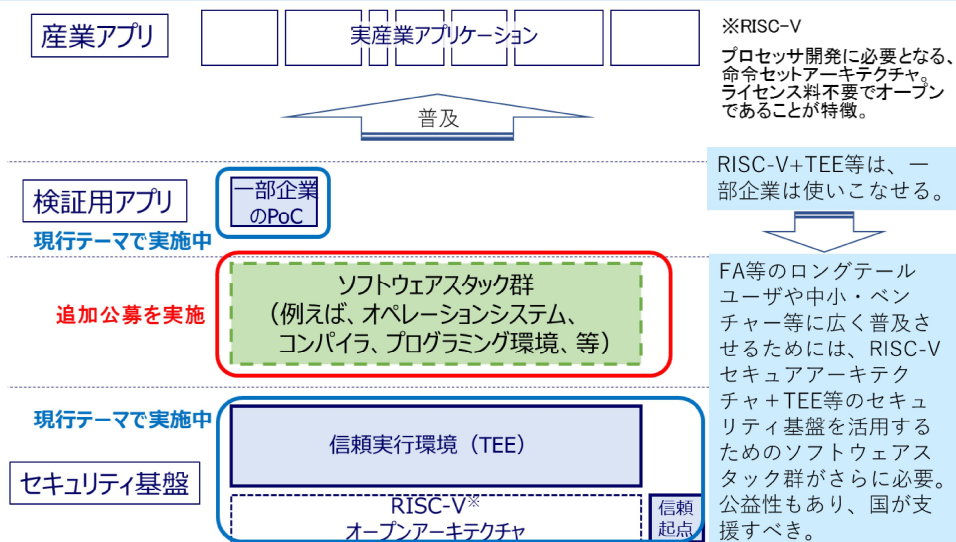 産業アプリ
実産業アプリケーション
※RISC-V
プロセッサ開発に必要となる、
命令セットアーキテクチャ。
ライセンス料不要でオープン
であることが特徴。
普及
検証用アプリ
一部企業
のPoC
現行テーマで実施中
RISC-V+TEE等は、一
部企業は使いこなせる。
追加公募を実施
ソフトウェアスタック群
(例えば、オペレーションシステム、
コンパイラ、プログラミング環境、等)
FA等のロングテール
ユーザや中小・ベン
チャー等に広く普及さ
せるためには、RISC-V
セキュアアーキテク
チャ+TEE等のセキュ
リティ基盤を活用する
ためのソフトウェアス
タック群がさらに必要。
公益性もあり、国が支
援すべき。
現行テーマで実施中
セキュリティ基盤
信頼実行環境(TEE)
RISC-V※
オープンアーキテクチャ
信頼
起点